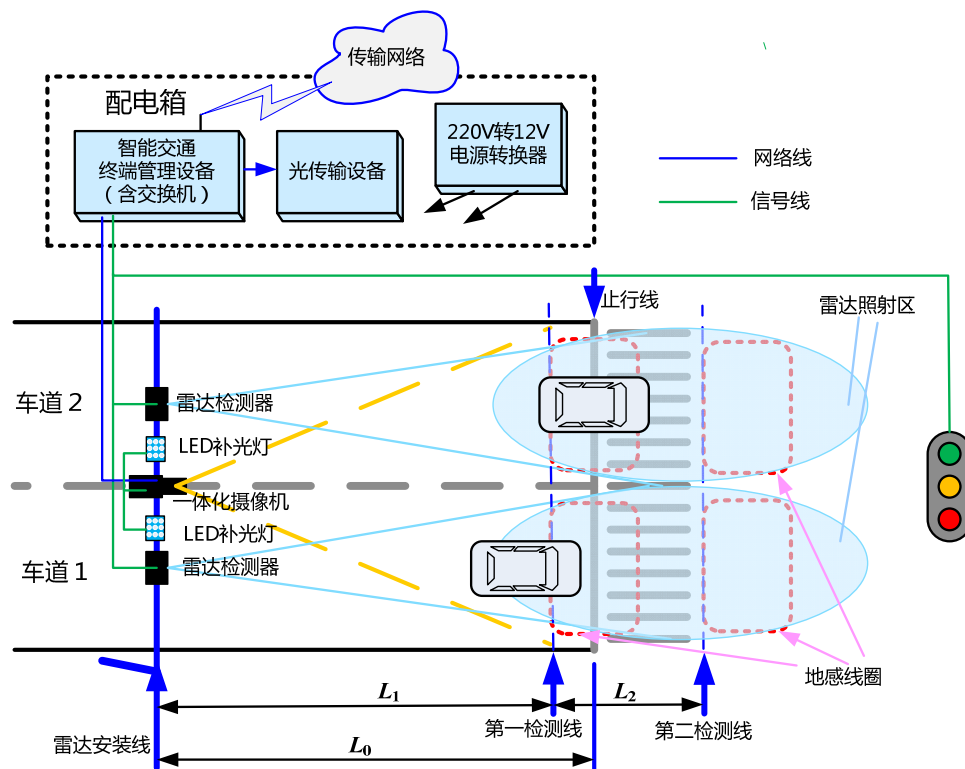 传输网络
配电箱
智能交通
终端管理设备
（含交换机）
光传输设备
220V转12V
电源转换器
网络线
信号线
止行线
雷达照射区
车道 2
雷达检测器
LED补光灯
一体化摄像机
LED补光灯
雷达检测器
车道 1
地感线圈
L1
L2
第一检测线
第二检测线
雷达安装线
L0